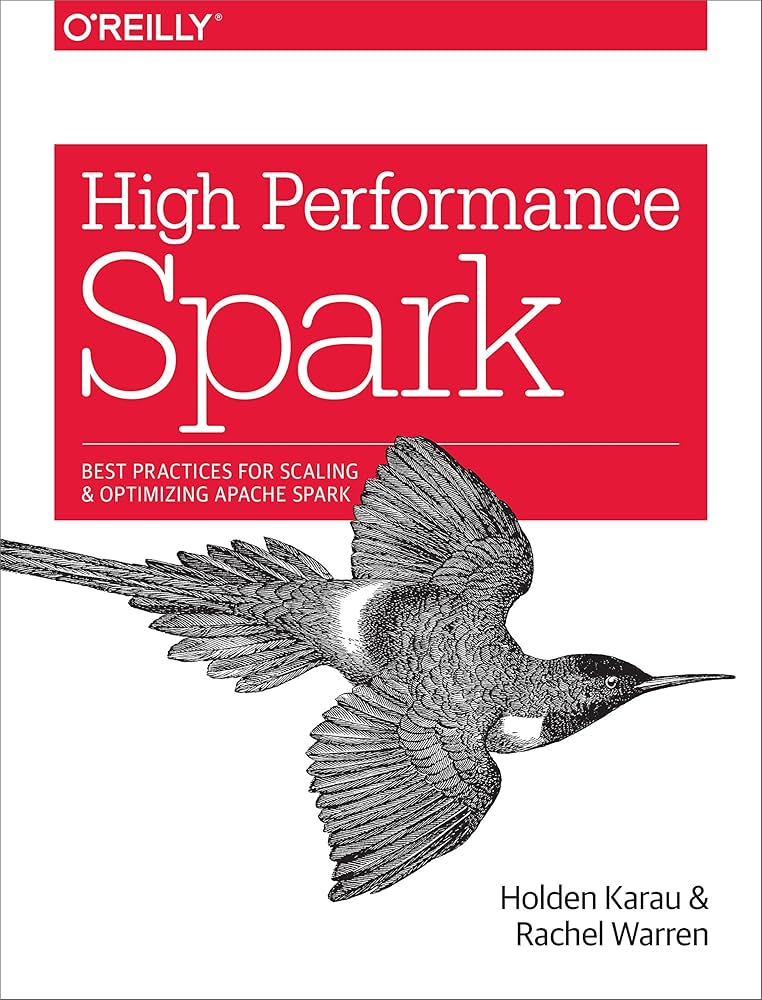 O'REILLY®
High Performance
Spark
BEST PRACTICES FOR SCALING
& OPTIMIZING APACHE SPARK
Holden Karau &
Rachel Warren